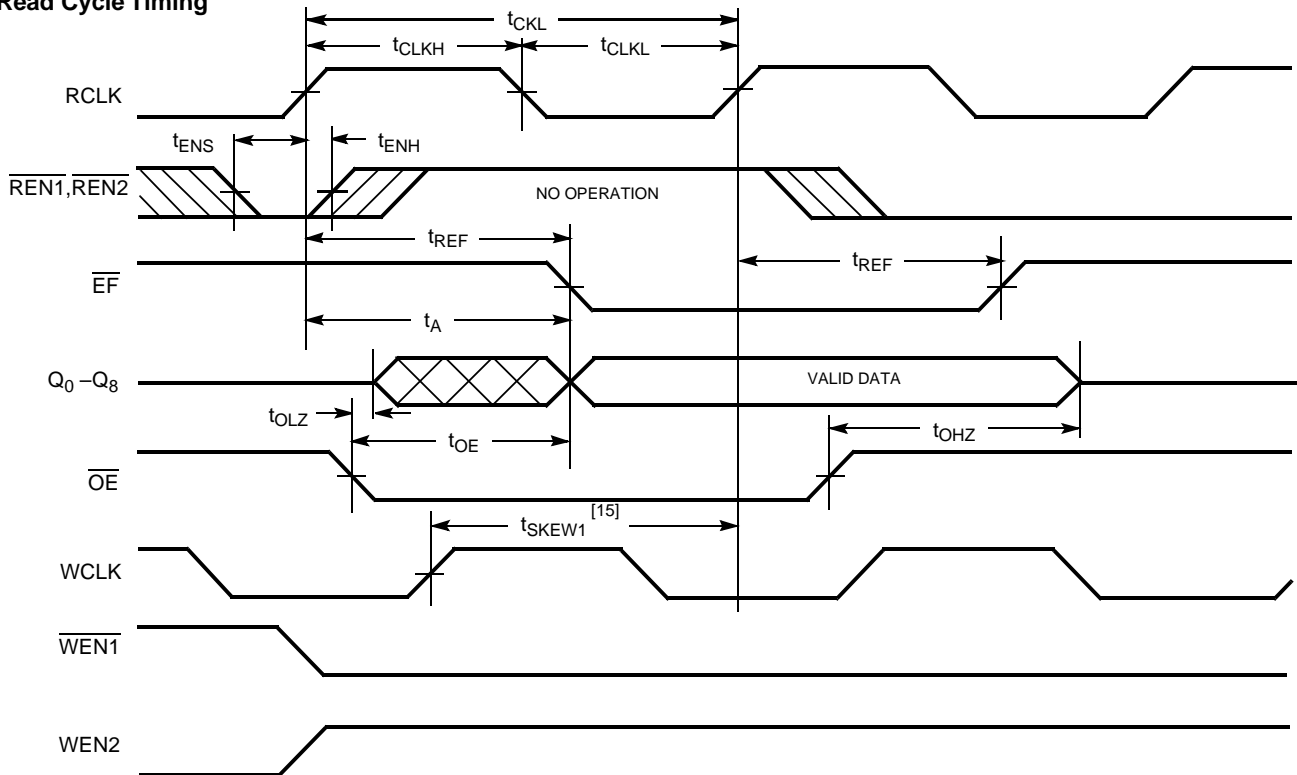 Read Cycle Timing
tCKL
tCLKH
tCLKL
RCLK
tENS
tENH
REN1,REN2
NO OPERATION
tREF
tREF
EF
tA
Q0 –Q8
VALID DATA
tOLZ
tOE
tOHZ
OE
tSKEW1 [15]
WCLK
WEN1
WEN2